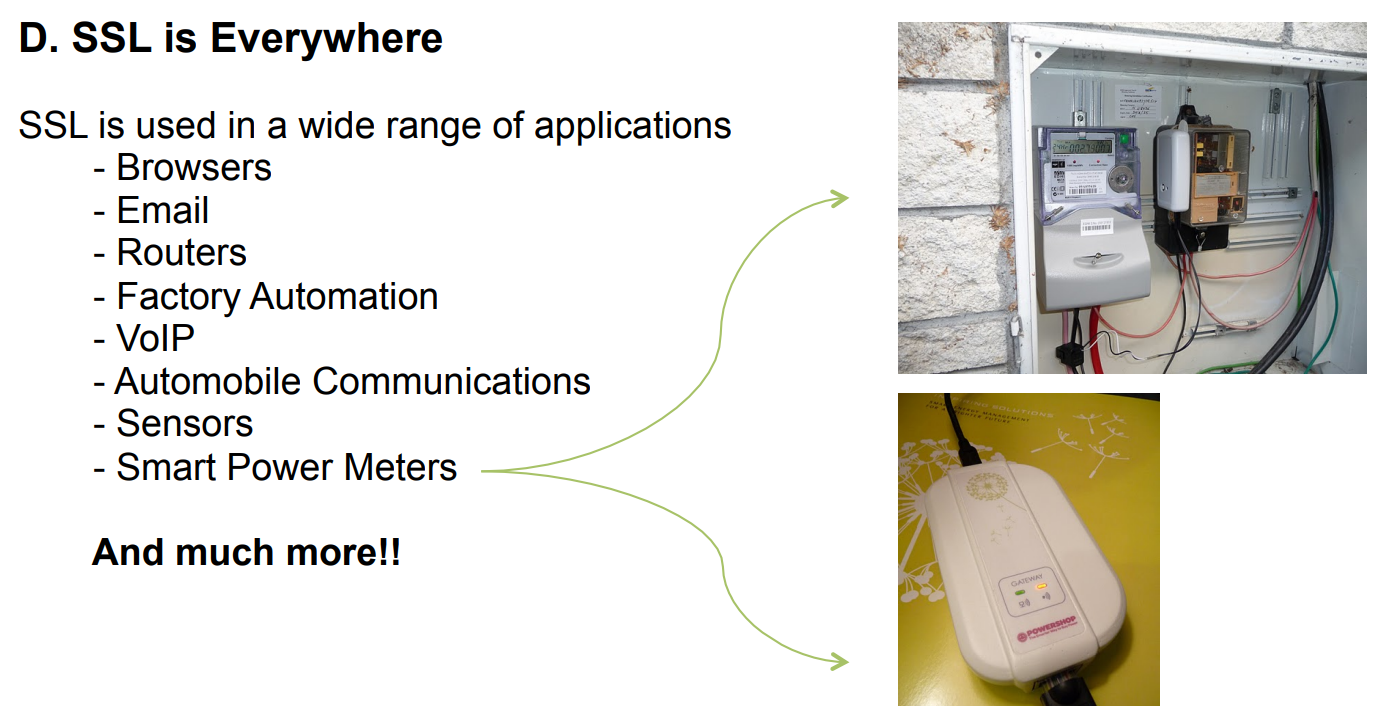 D. SSL is Everywhere
SSL is used in a wide range of applications
- Browsers
- Email
- Routers
- Factory Automation
- VoIP
- Automobile Communications
- Sensors
- Smart Power Meters
And much more!!
SOLUTIONS
GATEWAY
POWERSHOP